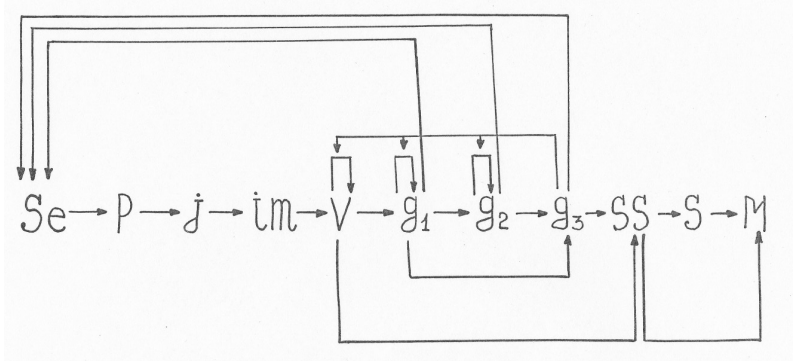 Se → p → j → im → V → g₁ → g₂ → g₃ → SS → S → M